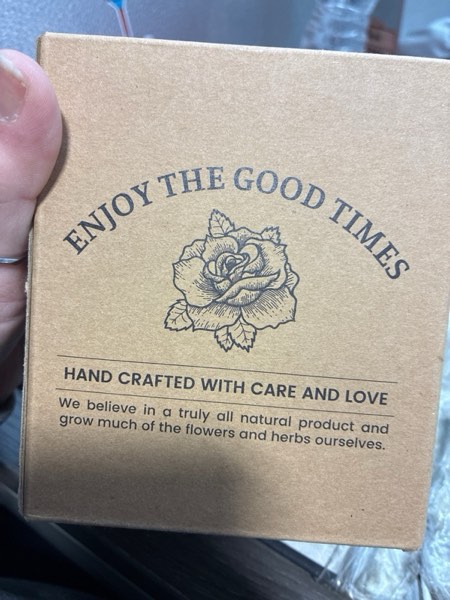 ENJOY THE GOOD TIMES
HAND CRAFTED WITH CARE AND LOVE
We believe in a truly all natural product and
grow much of the flowers and herbs ourselves.